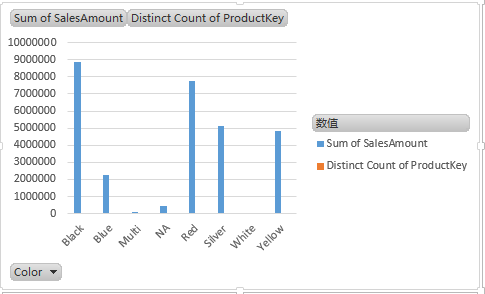 Sum of SalesAmount Distinct Count of ProductKey
10000000
9000000
8000000
7000000
6000000
5000000
4000000
3000000
2000000
1000000
0
Black Blue Multi NA Red Silver White Yellow
数值
Sum of SalesAmount
Distinct Count of ProductKey
Color